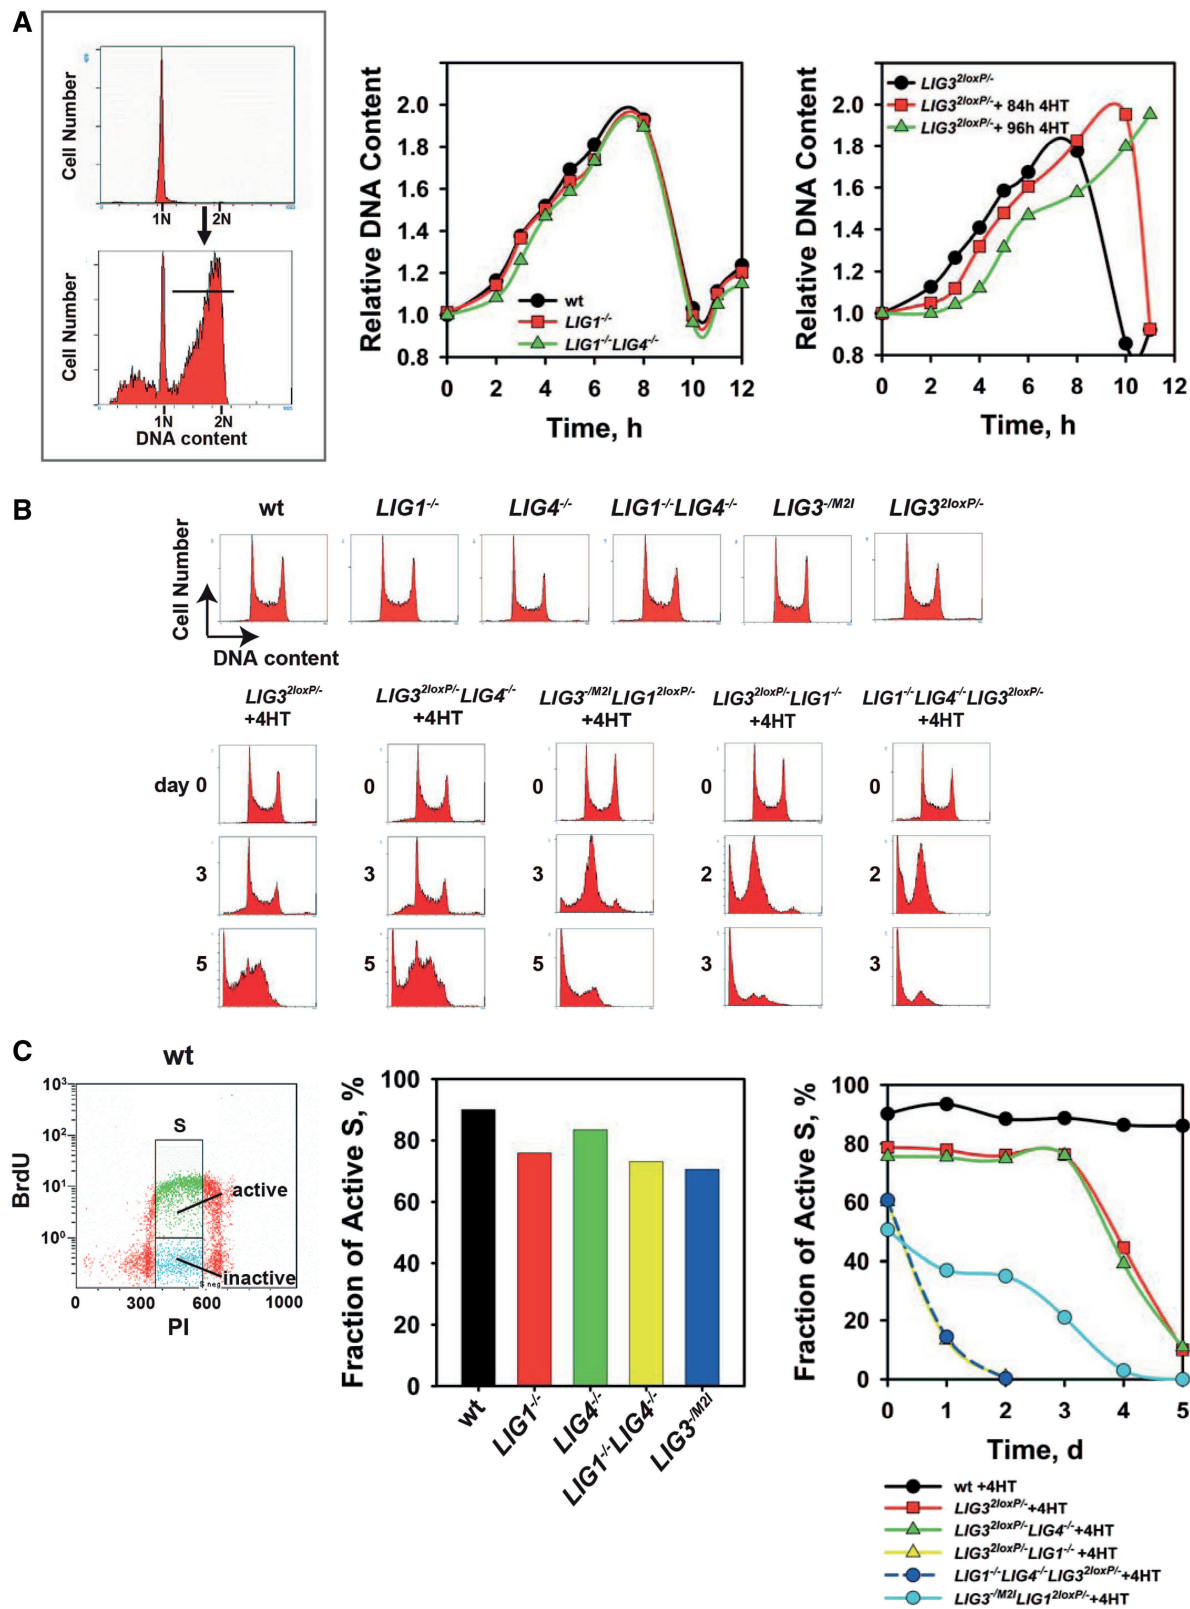 A
Cell Number
1N 2N
Cell Number
1N 2N
DNA content
Relative DNA Content
2.0
1.8
1.6
1.4
1.2
1.0
0.8
wt
LIG1-/-
LIG1-/-LIG4-/-
0 2 4 6 8 10 12
Time, h
Relative DNA Content
2.0
1.8
1.6
1.4
1.2
1.0
0.8
LIG32loxP/-
LIG32loxP/-+ 84h 4HT
LIG32loxP/-+ 96h 4HT
0 2 4 6 8 10 12
Time, h
B
wt LIG1-/- LIG4-/- LIG1-/-LIG4-/- LIG3-/M2I LIG32loxP/-
Cell Number
DNA content
LIG32loxP/- LIG32loxP/-LIG4-/- LIG3-/M2ILIG12loxP/- LIG32loxP/-LIG1-/- LIG1-/-LIG4-/-LIG32loxP/-
+4HT +4HT +4HT +4HT +4HT
day 0 0 0 0 0
3 3 3 2 2
5 5 5 3 3
C
wt
BrdU
103
102
101
100
S
active
inactive
S neg
0 300 600 1000
PI
Fraction of Active S, %
100
80
60
40
20
0
wt
LIG1-/-
LIG4-/-
LIG1-/-LIG4-/-
LIG3-/M2I
Fraction of Active S, %
100
80
60
40
20
0
0 1 2 3 4 5
Time, d
wt +4HT
LIG32loxP/-+4HT
LIG32loxP/-LIG4-/-+4HT
LIG32loxP/-LIG1-/- +4HT
LIG1-/-LIG4-/-LIG32loxP/-+4HT
LIG3-/M2ILIG12loxP/-+4HT